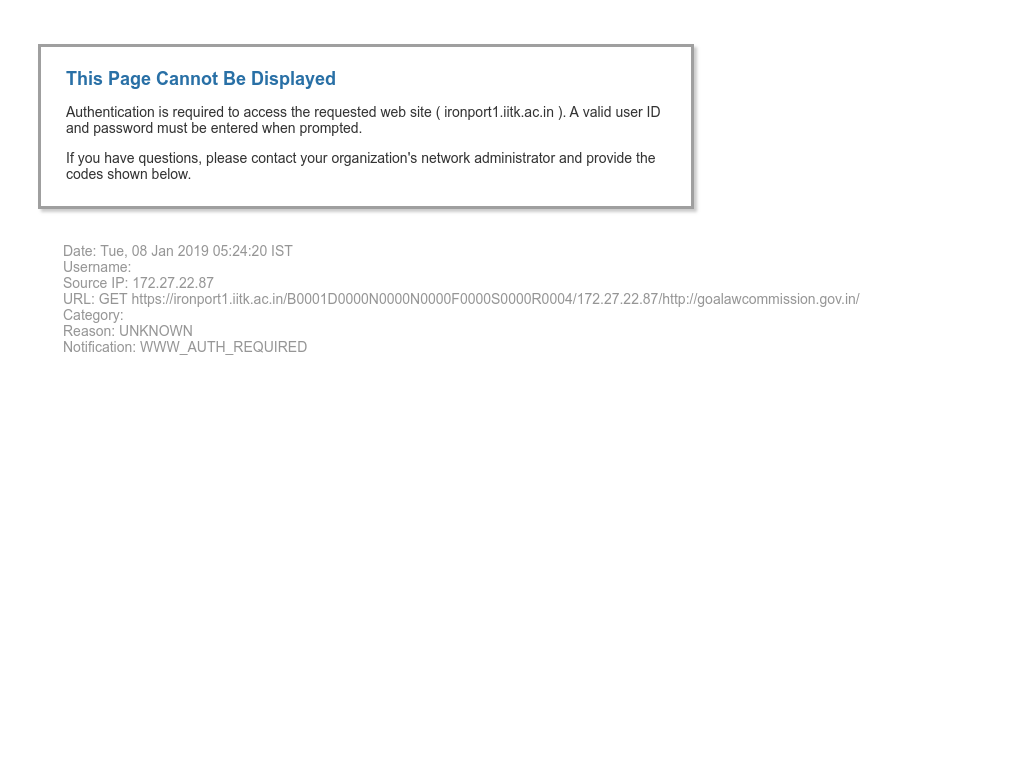 This Page Cannot Be Displayed
Authentication is required to access the requested web site ( ironport1.iitk.ac.in ). A valid user ID
and password must be entered when prompted.
If you have questions, please contact your organization's network administrator and provide the
codes shown below.
Date: Tue, 08 Jan 2019 05:24:20 IST
Username:
Source IP: 172.27.22.87
URL: GET https://ironport1.iitk.ac.in/B0001D0000N0000N0000F0000S0000R0004/172.27.22.87/http://goalawcommission.gov.in/
Category:
Reason: UNKNOWN
Notification: WWW_AUTH_REQUIRED